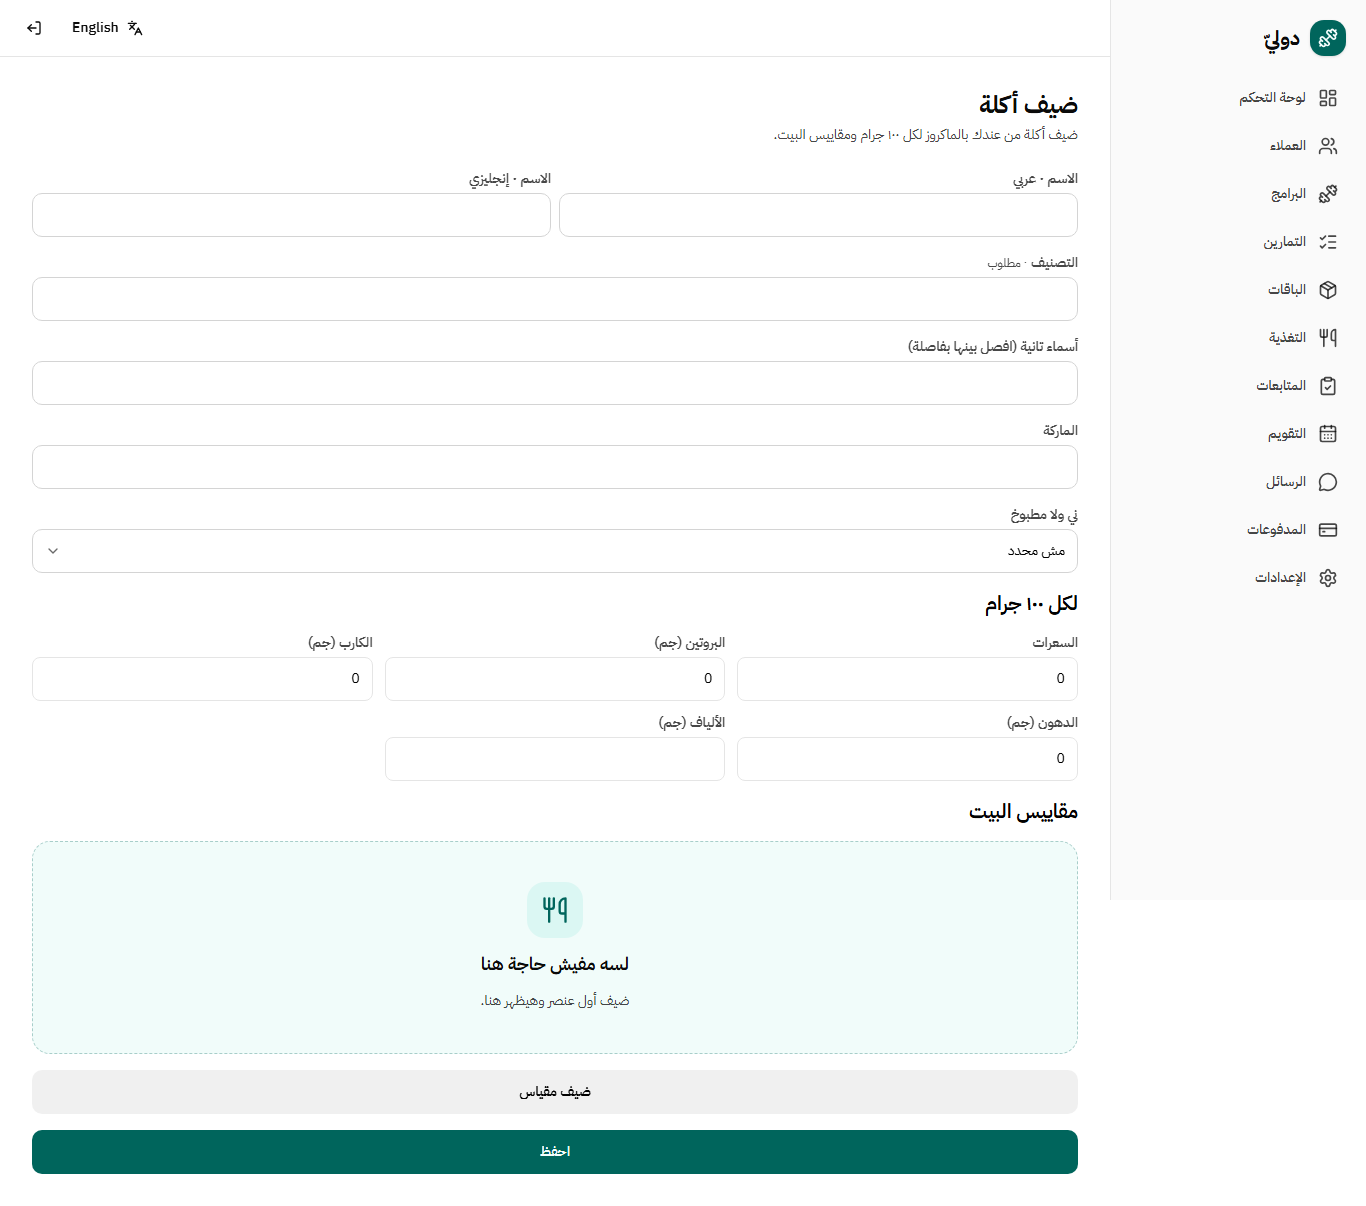 دوليّ
لوحة التحكم
العملاء
البرامج
التمارين
الباقات
التغذية
المتابعات
التقويم
الرسائل
المدفوعات
الإعدادات
English
ضيف أكلة
ضيف أكلة من عندك بالماكروز لكل ١٠٠ جرام ومقاييس البيت.
الاسم · عربي
الاسم · إنجليزي
التصنيف · مطلوب
أسماء تانية (افصل بينها بفاصلة)
الماركة
ني ولا مطبوخ
مش محدد
لكل ١٠٠ جرام
السعرات
البروتين (جم)
الكارب (جم)
0
0
0
الدهون (جم)
الألياف (جم)
0
مقاييس البيت
لسه مفيش حاجة هنا
ضيف أول عنصر وهيظهر هنا.
ضيف مقياس
احفظ